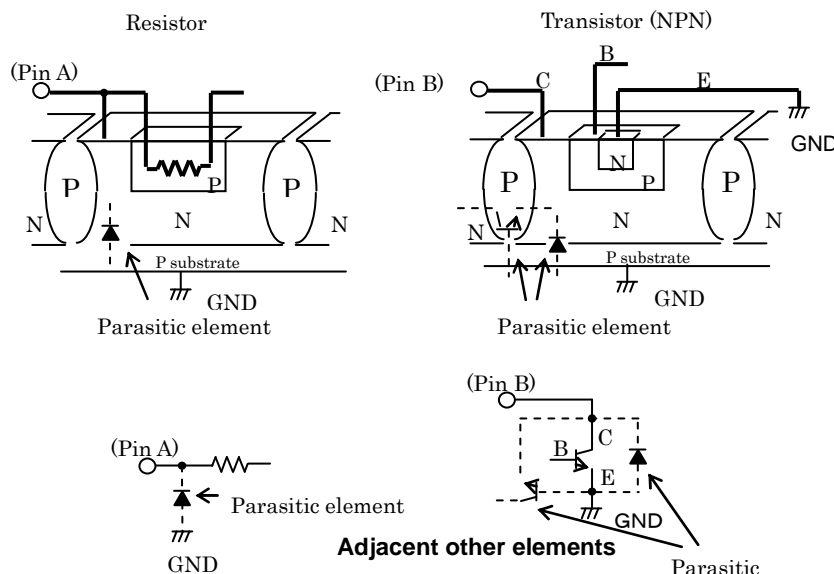 Resistor
(Pin A)
P
P
P
N
N
N
P substrate
GND
Parasitic element
Transistor (NPN)
(Pin B)
C
B
E
GND
P
N
P
P
N
N
N
P substrate
GND
Parasitic element
(Pin A)
Parasitic element
GND
(Pin B)
C
B
E
GND
Adjacent other elements
Parasitic